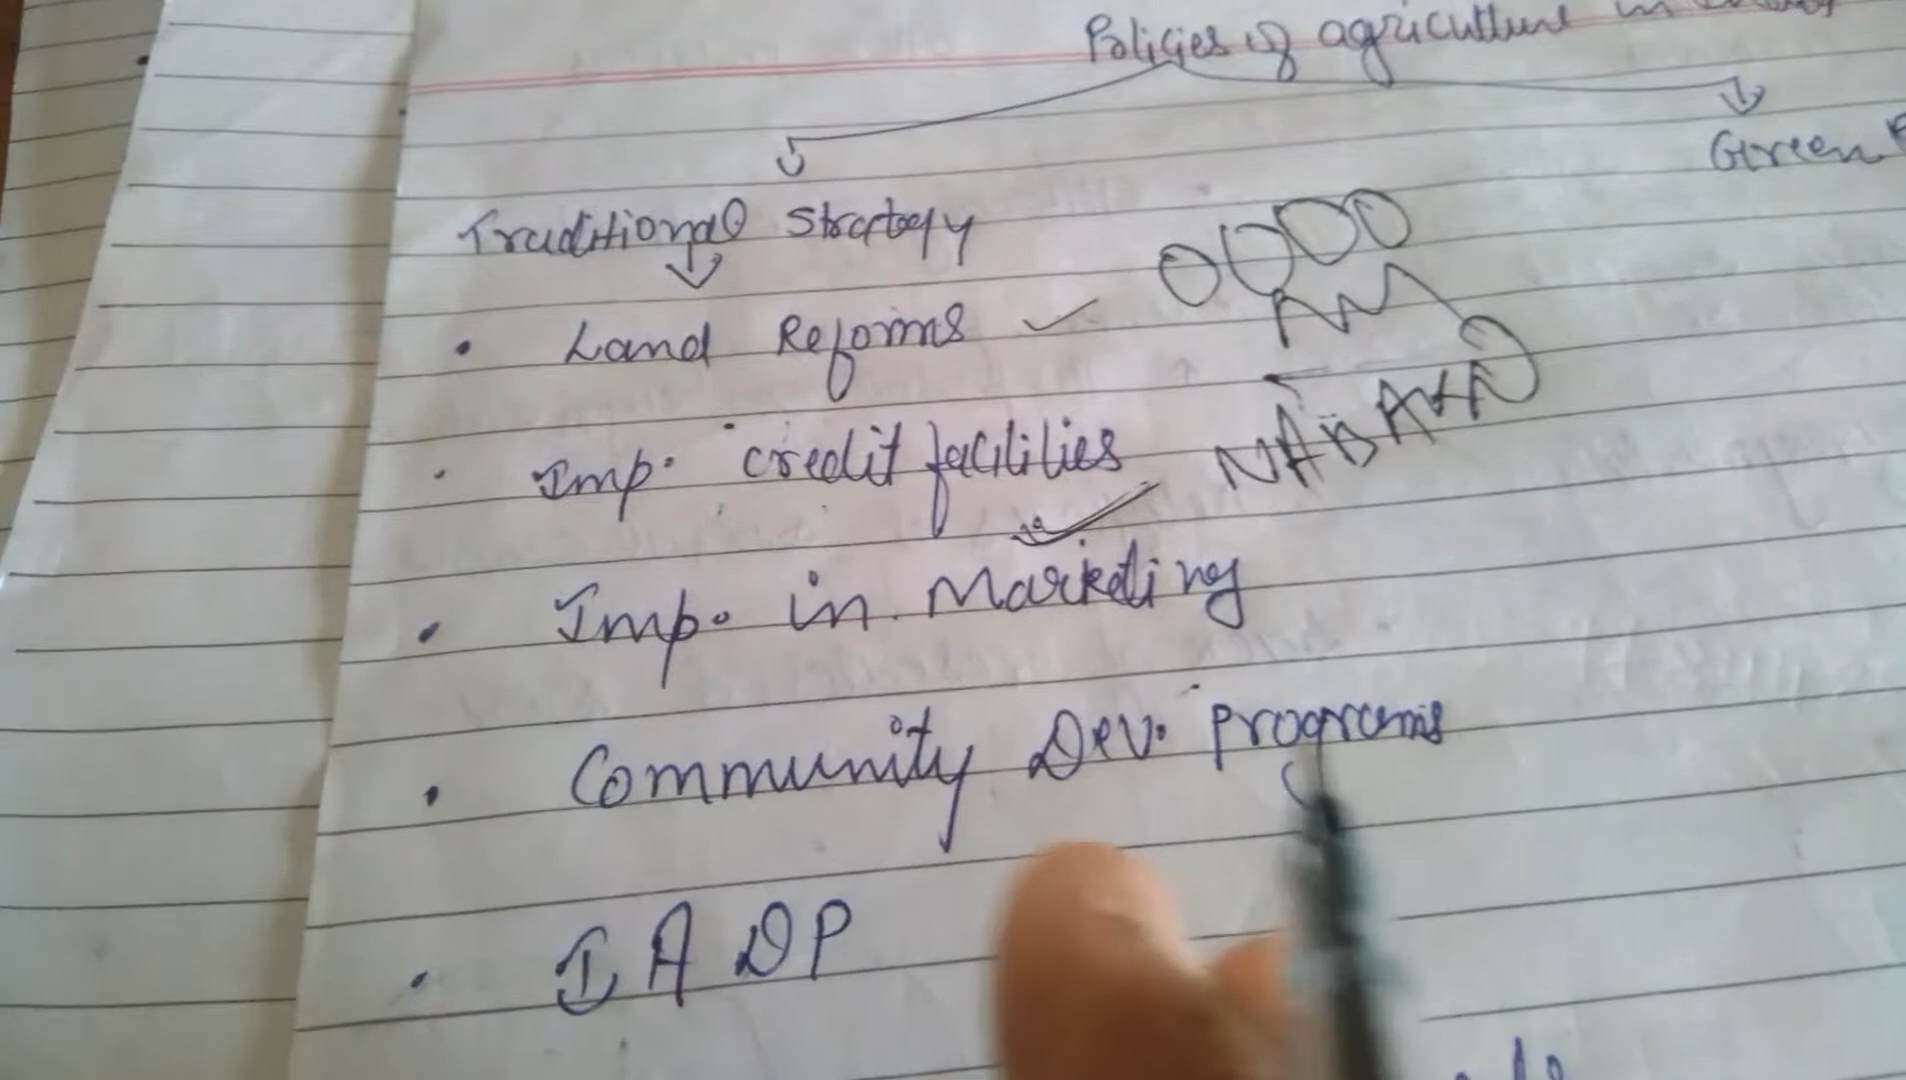 Policies of agriculture in
Green
Traditional Strategy
• Land Reforms ✓
NABARD
• Imp. credit facilities
• Imp. in Marketing
• Community Dev. Programs
• IADP